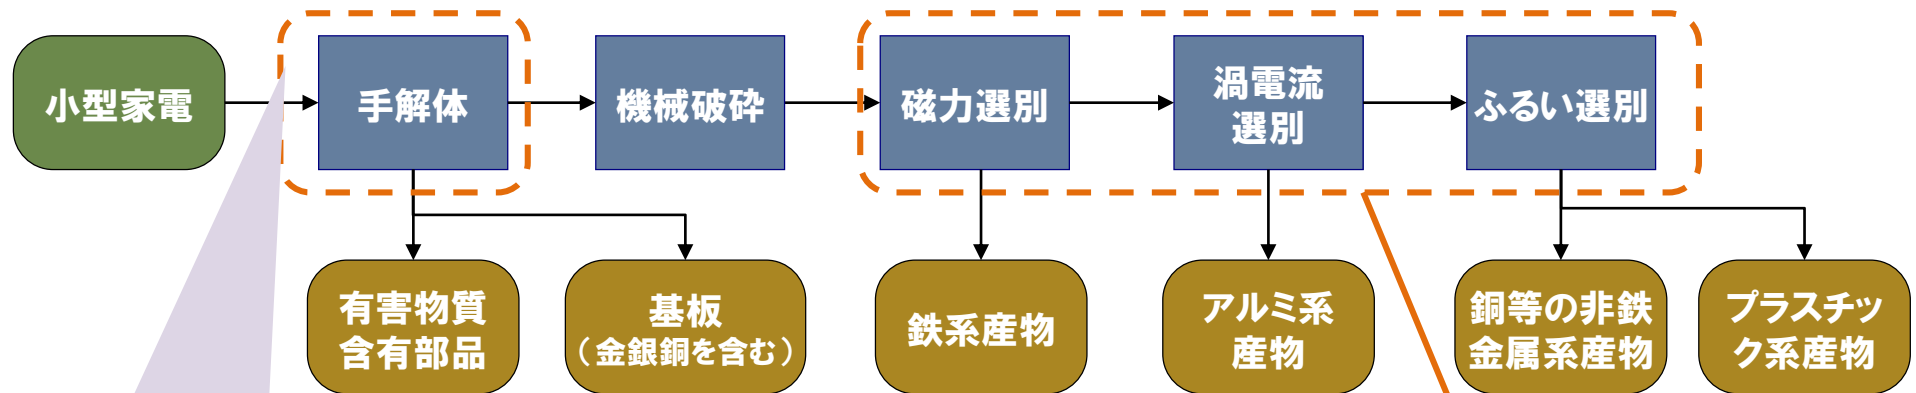 小型家電
手解体
機械破砕
磁力選別
渦電流
選別
ふるい選別
有害物質
含有部品
基板
（金銀銅を含む）
鉄系産物
アルミ系
産物
銅等の非鉄
金属系産物
プラスチッ
ク系産物